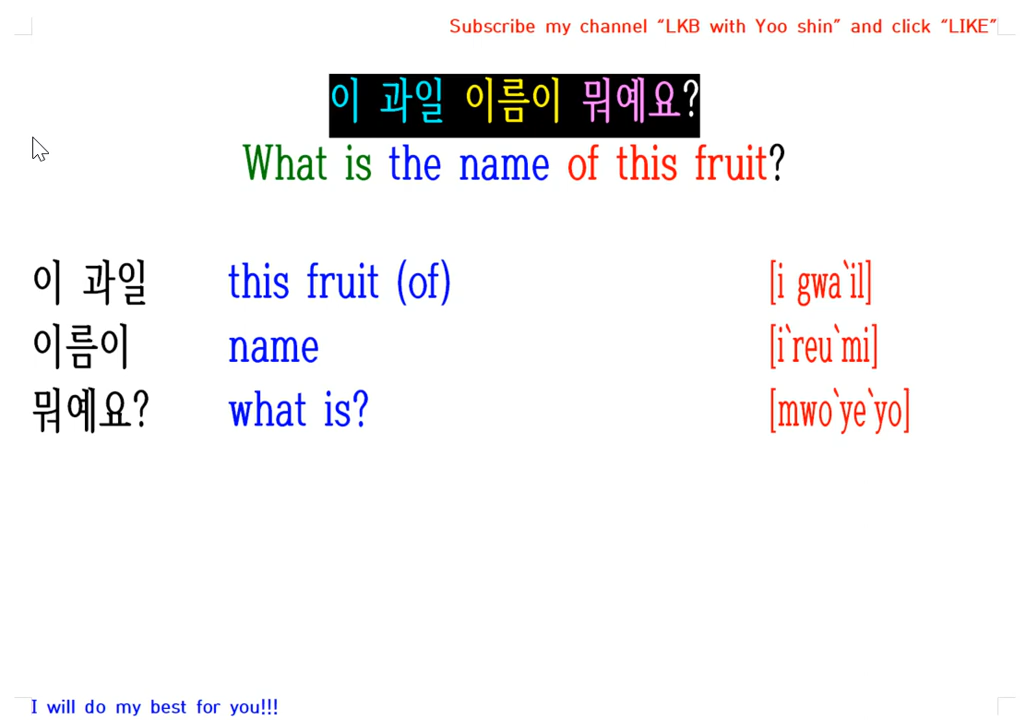 Subscribe my channel “LKB with Yoo shin” and click “LIKE”
이 과일 이름이 뭐예요?
What is the name of this fruit?
이 과일 this fruit (of) [i gwa`il]
이름이 name [i`reu`mi]
뭐예요? what is? [mwo`ye`yo]
I will do my best for you!!!